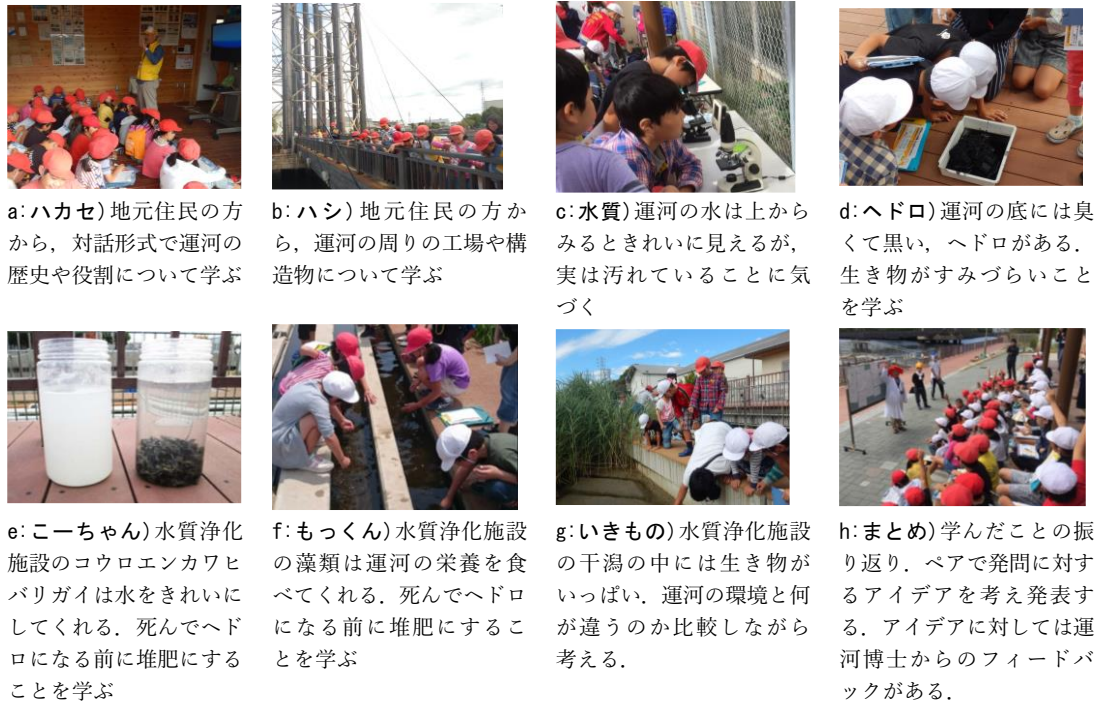 a:ハカセ)地元住民の方
から，対話形式で運河の
歴史や役割について学ぶ
b:ハシ)地元住民の方か
ら，運河の周りの工場や構
造物について学ぶ
c:水質)運河の水は上から
みるときれいに見えるが，
実は汚れていることに気
づく
d:ヘドロ)運河の底には臭
くて黒い，ヘドロがある．
生き物がすみづらいこと
を学ぶ
e:こーちゃん)水質浄化
施設のコウロエンカワヒ
バリガイは水をきれいに
してくれる．死んでヘド
ロになる前に堆肥にする
ことを学ぶ
f:もっくん)水質浄化施設
の藻類は運河の栄養を食
べてくれる．死んでヘドロ
になる前に堆肥にするこ
とを学ぶ
g:いきもの)水質浄化施設
の干潟の中には生き物が
いっぱい．運河の環境と何
が違うのか比較しながら
考える．
h:まとめ)学んだことの振
り返り．ペアで発問に対す
るアイデアを考え発表す
る．アイデアに対しては運
河博士からのフィードバ
ックがある．